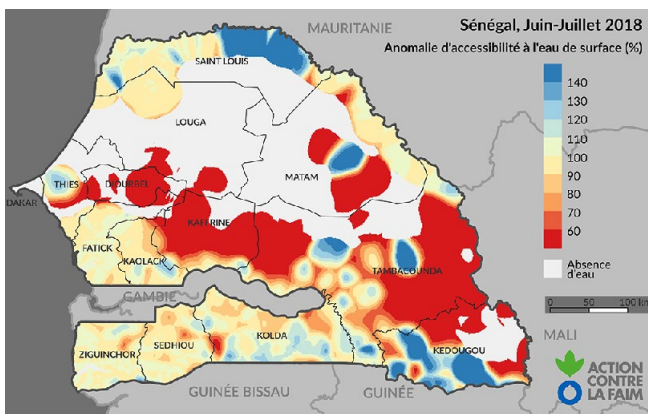 MAURITANIE
Sénégal, Juin-Juillet 2018
Anomalie d'accessibilité à l'eau de surface (%)
SAINT LOUIS
140
130
120
110
100
90
80
70
60
Absence
d'eau
LOUGA
MATAM
THIES
DIOURBEL
DAKAR
KAFFRINE
FATICK
KAOLACK
TAMBACOUNDA
GAMBIE
0 50 100 km
MALI
KOLDA
SEDHIOU
ZIGUINCHOR
KEDOUGOU
GUINÉE BISSAU
GUINÉE
ACTION
CONTRE
LA FAIM